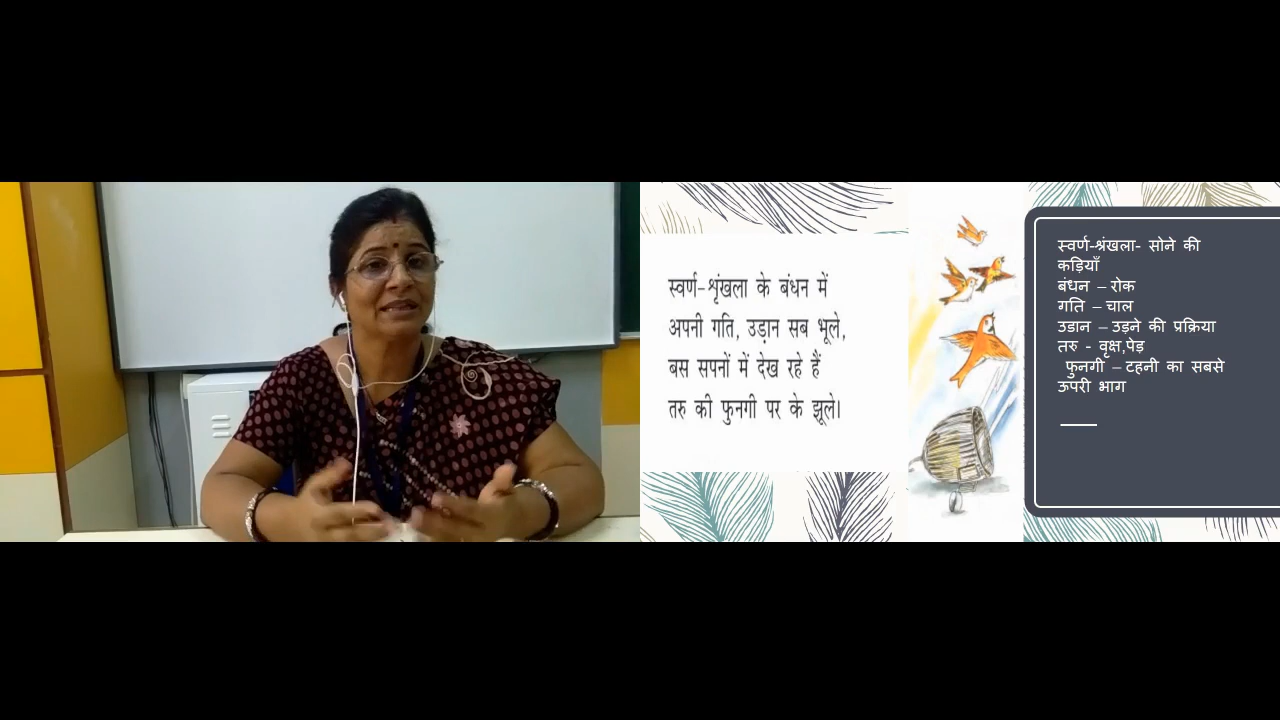 स्वर्ण-शृंखला के बंधन में
अपनी गति, उड़ान सब भूले,
बस सपनों में देख रहे हैं
तरु की फुनगी पर के झूले।
स्वर्ण-श्रंखला- सोने की
कड़ियाँ
बंधन – रोक
गति – चाल
उडान – उड़ने की प्रक्रिया
तरु - वृक्ष,पेड़
फुनगी – टहनी का सबसे
ऊपरी भाग